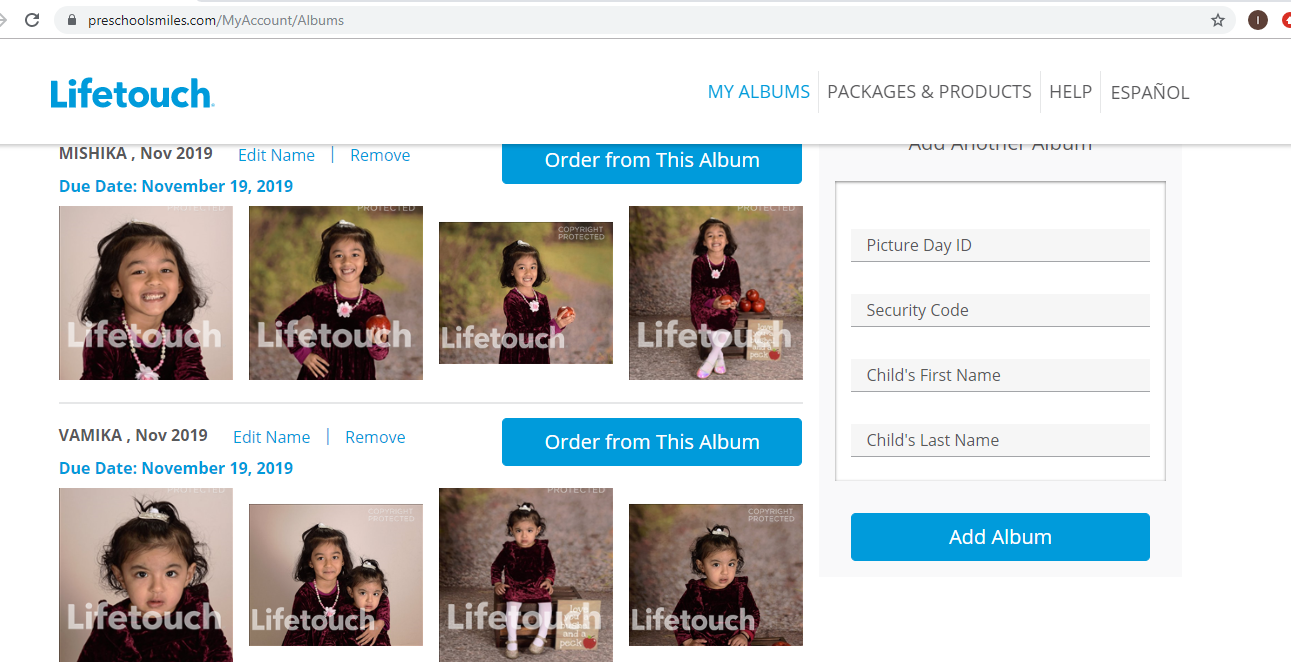 preschoolsmiles.com/MyAccount/Albums
I
Lifetouch.
MY ALBUMS
PACKAGES & PRODUCTS
HELP
ESPAÑOL
MISHIKA , Nov 2019
Edit Name | Remove
Order from This Album
Due Date: November 19, 2019
PROTECTED
PROTECTED
COPYRIGHT
PROTECTED
PROTECTED
Lifetouch
Lifetouch
Lifetouch
Lifetouch
VAMIKA , Nov 2019
Edit Name | Remove
Order from This Album
Due Date: November 19, 2019
PROTECTED
COPYRIGHT
PROTECTED
PROTECTED
COPYRIGHT
PROTECTED
Lifetouch
Lifetouch
Lifetouch
Lifetouch
Add Another Album
Picture Day ID
Security Code
Child's First Name
Child's Last Name
Add Album